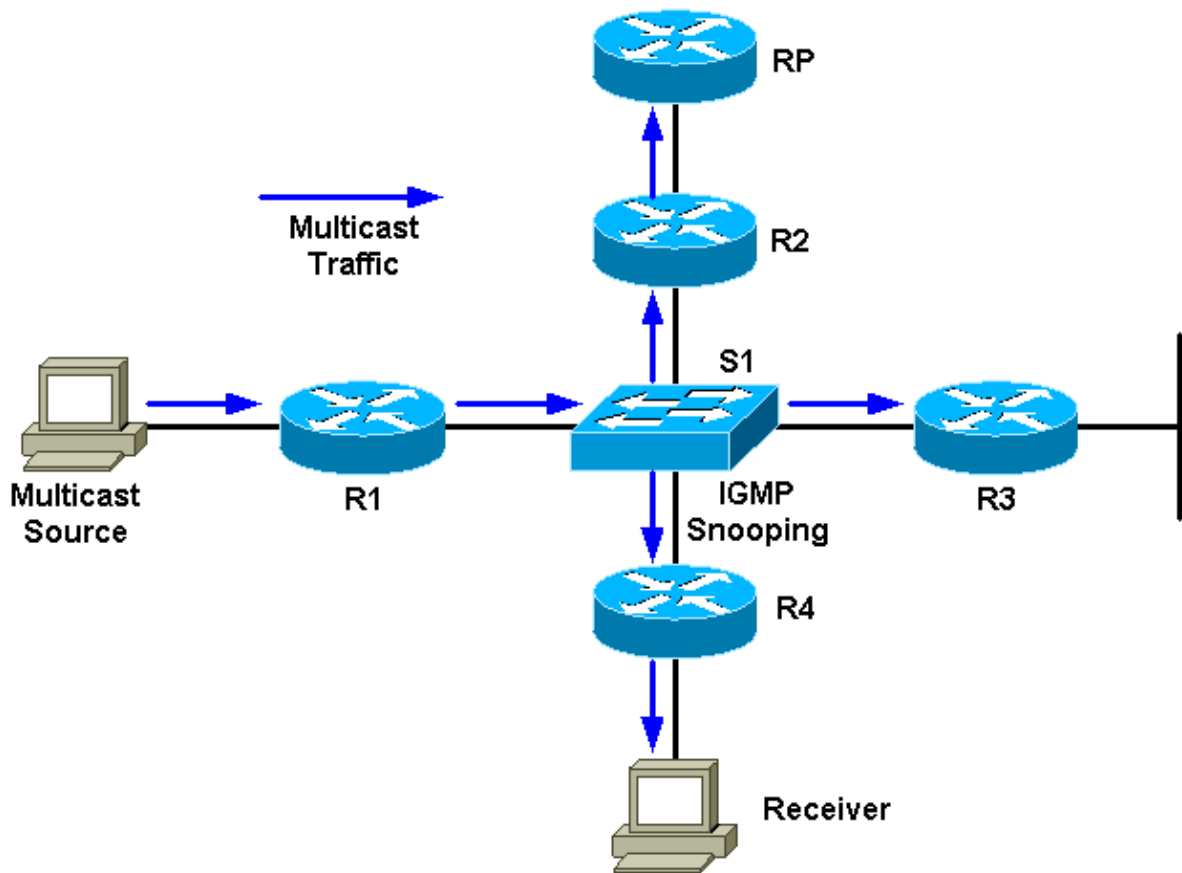 RP
Multicast
Traffic
R2
S1
Multicast
Source
R1
IGMP
Snooping
R3
R4
Receiver